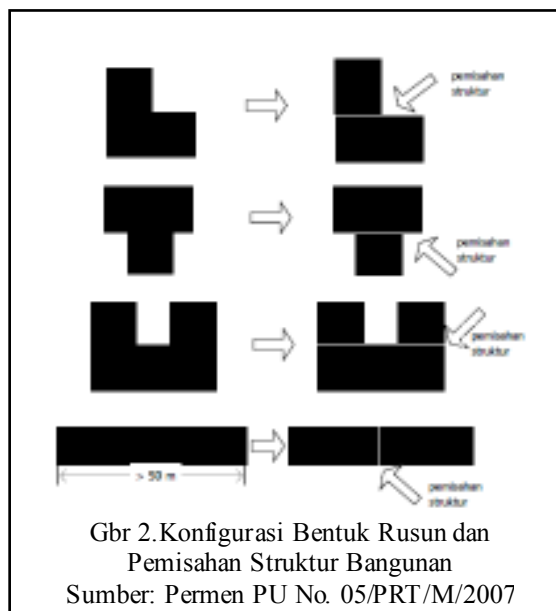 pemisahan
struktur
pemisahan
struktur
pemisahan
struktur
> 50 m
pemisahan
struktur
Gbr 2.Konfigurasi Bentuk Rusun dan
Pemisahan Struktur Bangunan
Sumber: Permen PU No. 05/PRT/M/2007